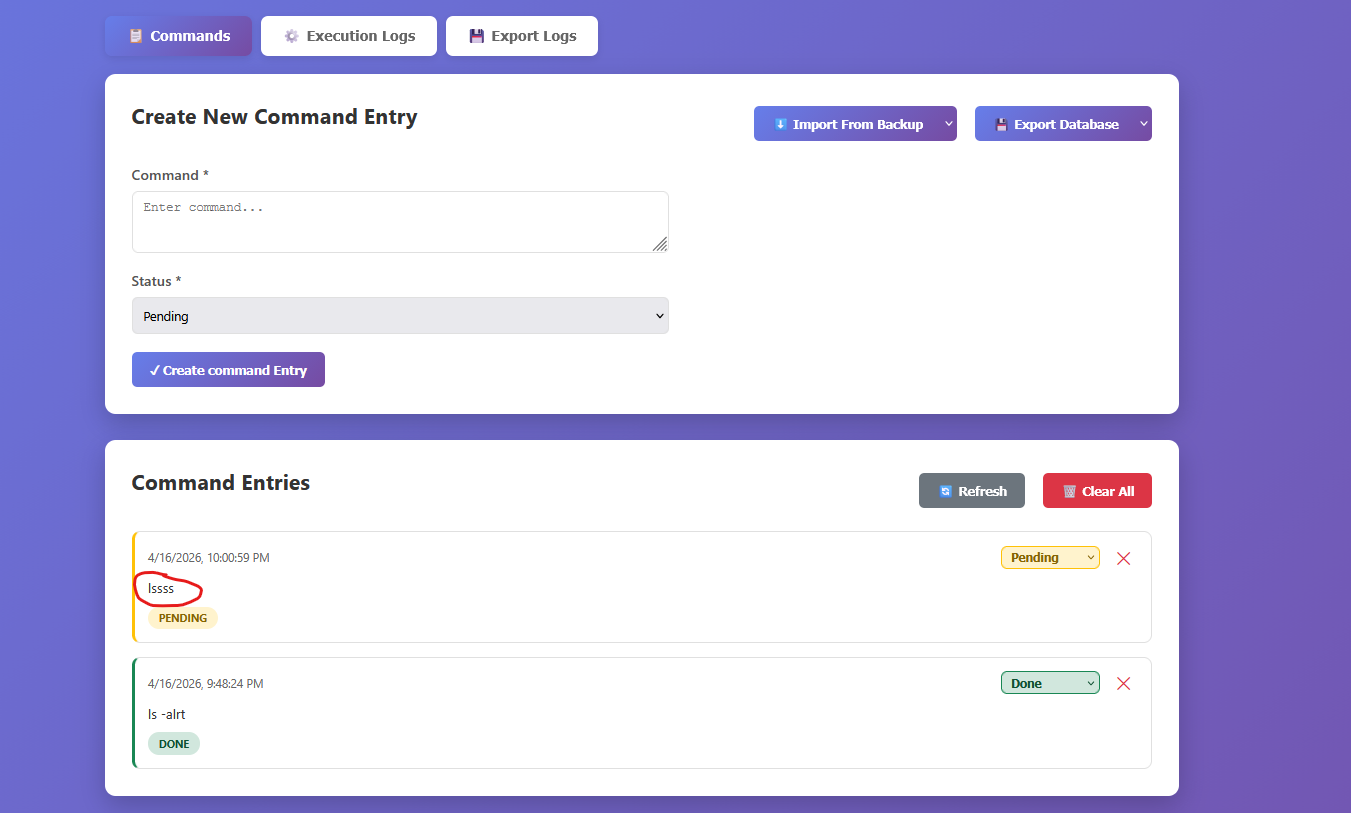 Commands Execution Logs Export Logs
Create New Command Entry
Import From Backup Export Database
Command *
Enter command...
Status *
Pending
✓ Create command Entry
Command Entries
Refresh Clear All
4/16/2026, 10:00:59 PM Pending
lssss
PENDING
4/16/2026, 9:48:24 PM Done
ls -alrt
DONE